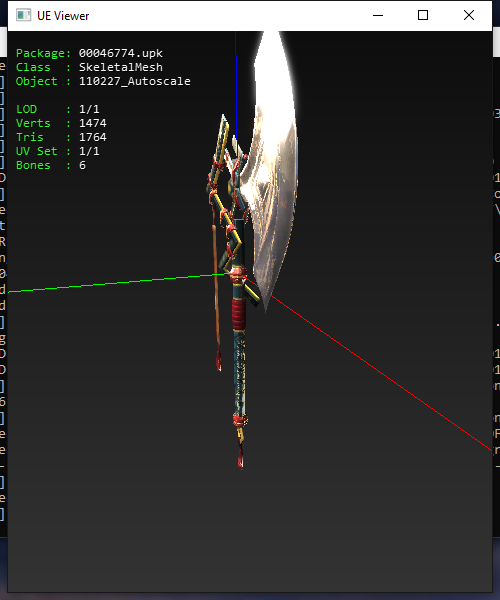 UE Viewer
Package: 00046774.upk
Class  : SkeletalMesh
Object : 110227_Autoscale
LOD    : 1/1
Verts  : 1474
Tris   : 1764
UV Set : 1/1
Bones  : 6